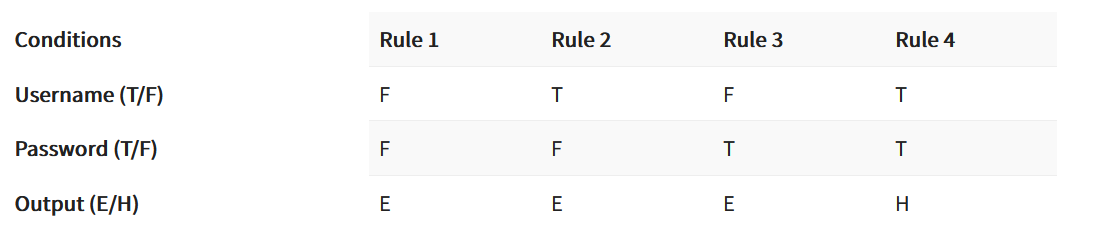 Conditions Rule 1 Rule 2 Rule 3 Rule 4
Username (T/F) F T F T
Password (T/F) F F T T
Output (E/H) E E E H